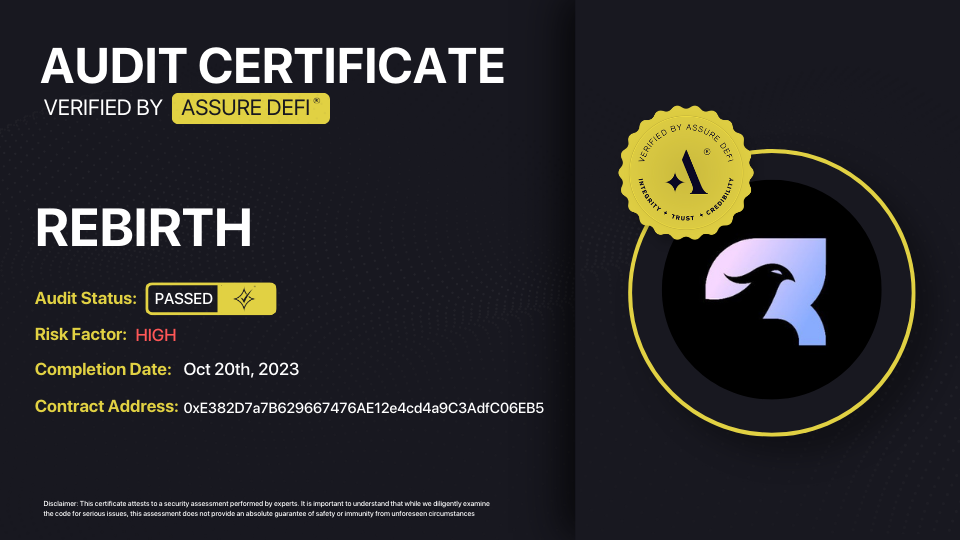 AUDIT CERTIFICATE
VERIFIED BY ASSURE DEFI ®
VERIFIED BY ASSURE DEFI
®
INTEGRITY ✦ TRUST ✦ CREDIBILITY
REBIRTH
Audit Status: PASSED
Risk Factor: HIGH
Completion Date: Oct 20th, 2023
Contract Address: 0xE382D7a7B629667476AE12e4cd4a9C3AdfC06EB5
Disclaimer: This certificate attests to a security assessment performed by experts. It is important to understand that while we diligently examine
the code for serious issues, this assessment does not provide an absolute guarantee of safety or immunity from unforeseen circumstances